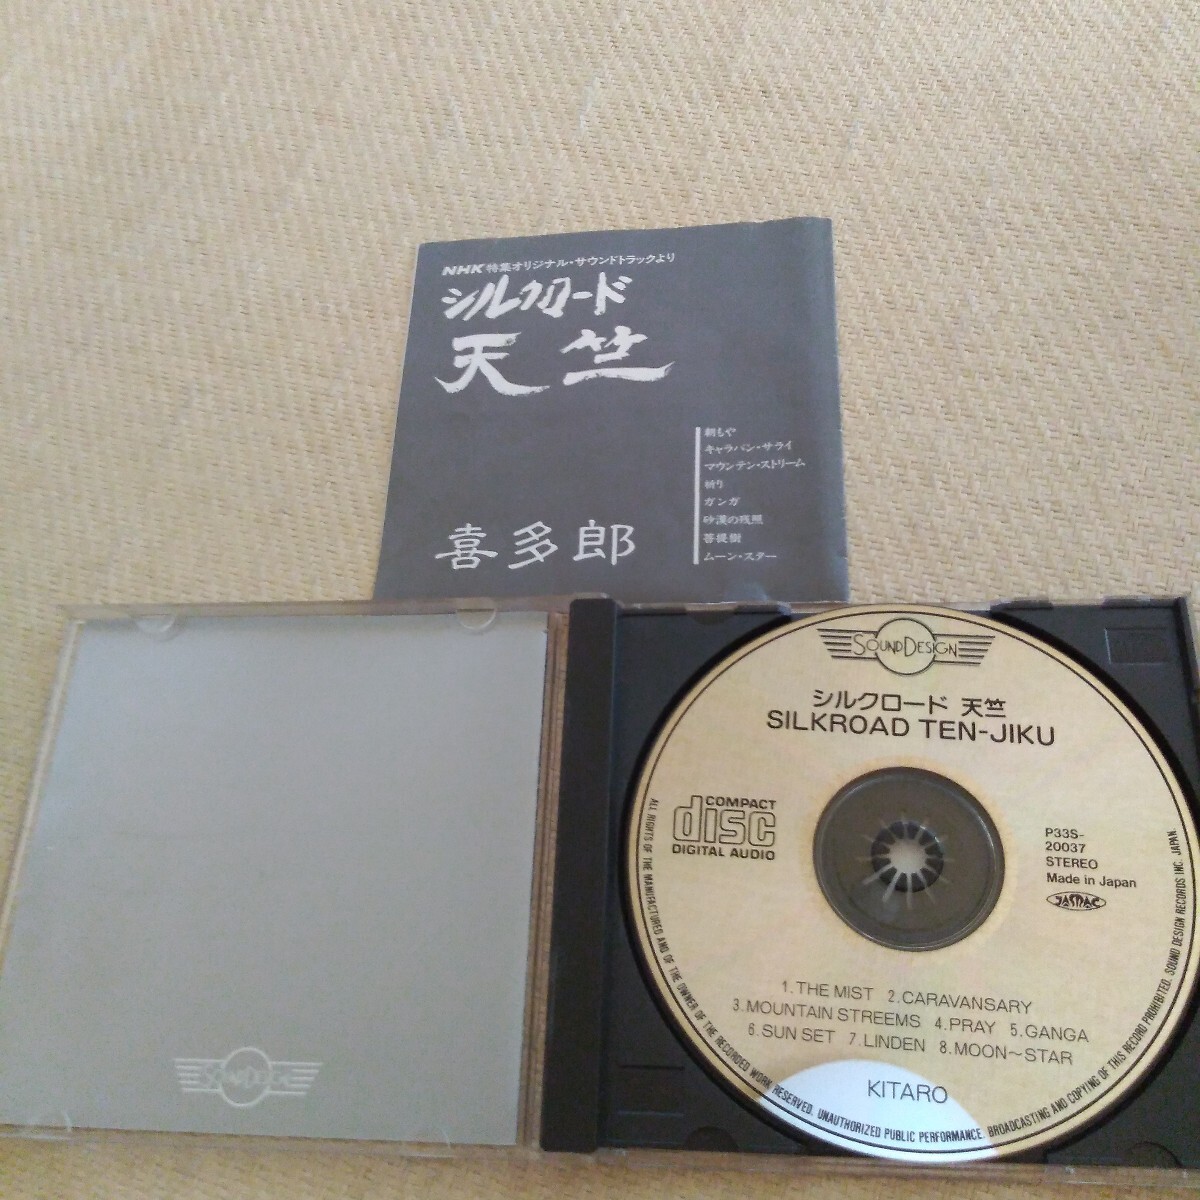 NHK特集オリジナル・サウンドトラックより
シルクロード
天竺
朝もや
キャラバン・サライ
マウンテン・ストリーム
祈り
ガンガ
砂漠の残照
菩提樹
ムーン・スター
喜多郎
SOUND DESIGN
SOUND DESIGN
シルクロード 天竺
SILKROAD TEN-JIKU
COMPACT
disc
DIGITAL AUDIO
P33S-
20037
STEREO
Made in Japan
JASRAC
1.THE MIST 2.CARAVANSARY
3.MOUNTAIN STREEMS 4.PRAY 5.GANGA
6.SUN SET 7.LINDEN 8.MOON〜STAR
KITARO
ALL RIGHTS OF THE MANUFACTURED AND OF THE OWNER OF THE RECORDED WORK RESERVED. UNAUTHORIZED PUBLIC PERFORMANCE. BROADCASTING AND COPYING OF THIS RECORD PROHIBITED. SOUND DESIGN RECORDS INC. JAPAN.